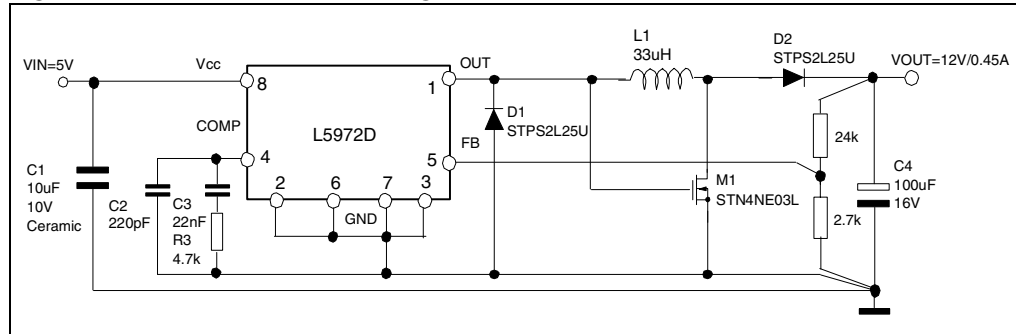 VIN=5V
Vcc
8
OUT
1
L1
33uH
D2
STPS2L25U
VOUT=12V/0.45A
COMP
4
L5972D
D1
STPS2L25U
FB
5
24k
C1
10uF
10V
Ceramic
C2
220pF
C3
22nF
R3
4.7k
2
6
7
3
GND
M1
STN4NE03L
2.7k
C4
100uF
16V